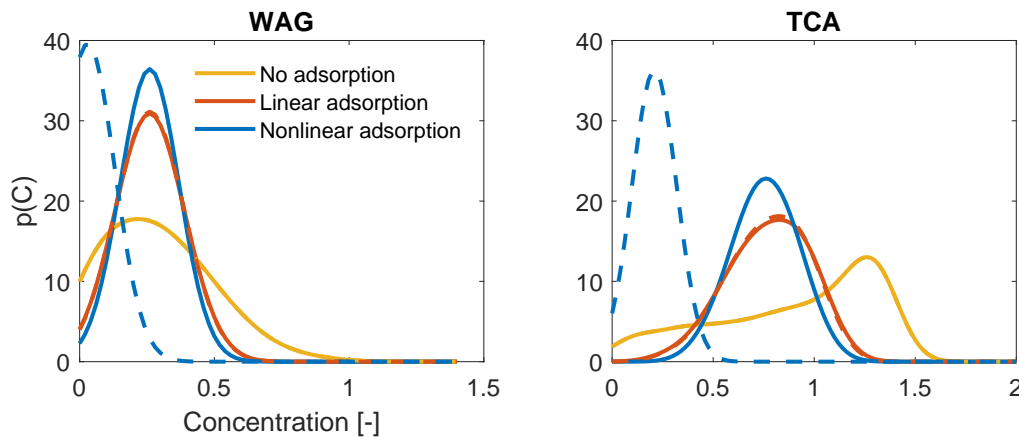 WAG
TCA
p(C)
40
30
20
10
0
No adsorption
Linear adsorption
Nonlinear adsorption
0
0.5
1
1.5
Concentration [-]
40
30
20
10
0
0
0.5
1
1.5
2